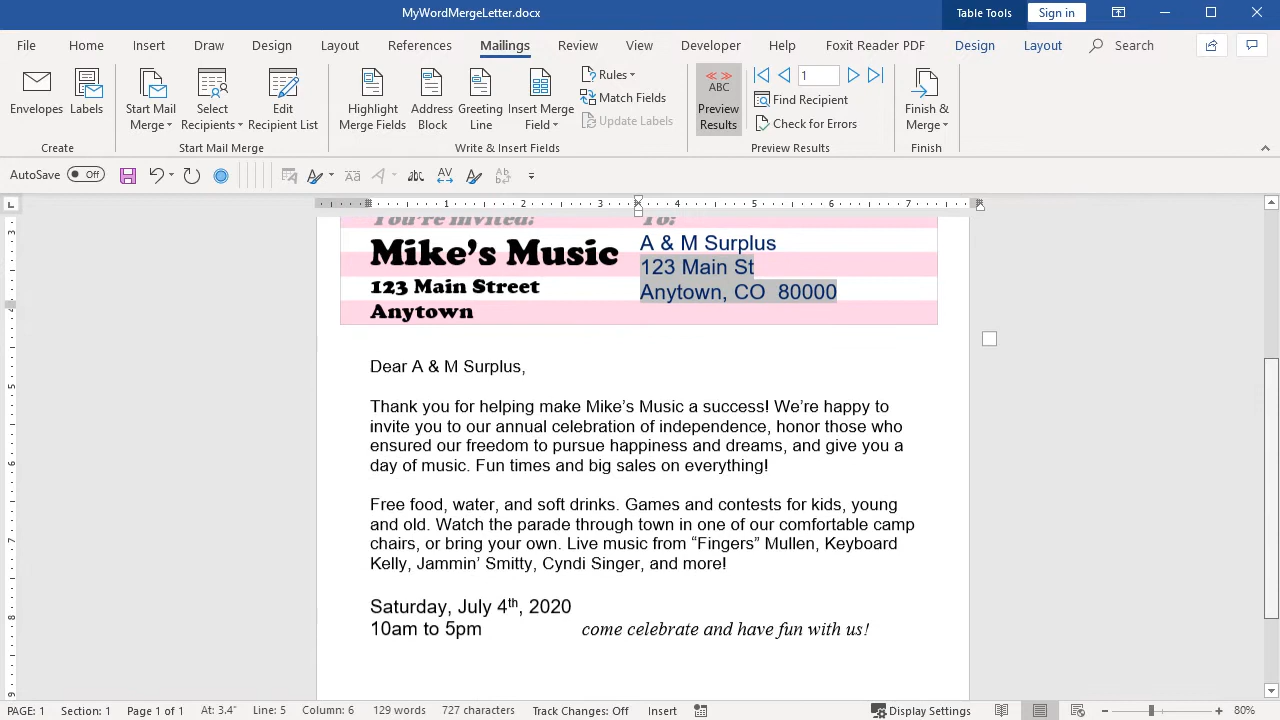 MyWordMergeLetter.docx
Table Tools
Sign in
File Home Insert Draw Design Layout References Mailings Review View Developer Help Foxit Reader PDF Design Layout Search
Envelopes
Labels
Create
Start Mail
Merge
Select
Recipients
Edit
Recipient List
Start Mail Merge
Highlight
Merge Fields
Address
Block
Greeting
Line
Insert Merge
Field
Rules
Match Fields
Update Labels
Write & Insert Fields
ABC
Preview
Results
1
Find Recipient
Check for Errors
Preview Results
Finish &
Merge
Finish
AutoSave Off
You're invited!
To:
Mike's Music
123 Main Street
Anytown
A & M Surplus
123 Main St
Anytown, CO  80000
Dear A & M Surplus,
Thank you for helping make Mike’s Music a success! We’re happy to
invite you to our annual celebration of independence, honor those who
ensured our freedom to pursue happiness and dreams, and give you a
day of music. Fun times and big sales on everything!
Free food, water, and soft drinks. Games and contests for kids, young
and old. Watch the parade through town in one of our comfortable camp
chairs, or bring your own. Live music from “Fingers” Mullen, Keyboard
Kelly, Jammin’ Smitty, Cyndi Singer, and more!
Saturday, July 4th, 2020
10am to 5pm come celebrate and have fun with us!
PAGE: 1 Section: 1 Page 1 of 1 At: 3.4" Line: 5 Column: 6 129 words 727 characters Track Changes: Off Insert Display Settings 80%